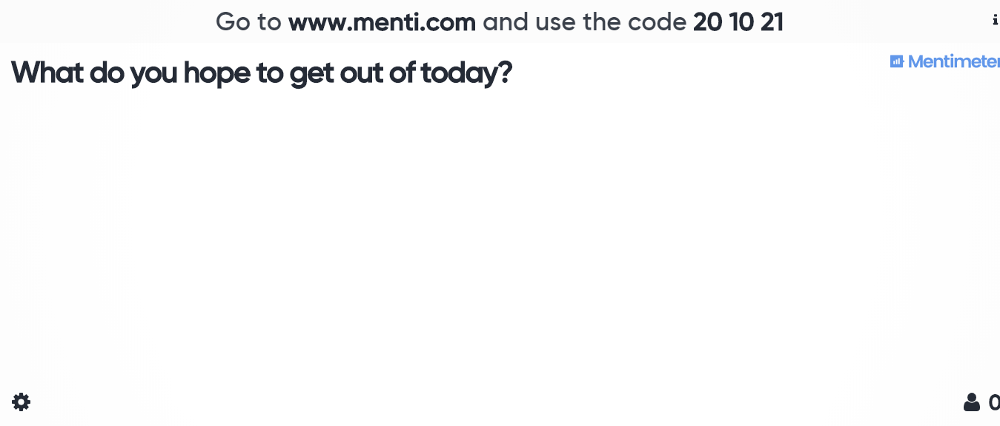 Go to www.menti.com and use the code 20 10 21
What do you hope to get out of today?
Mentimeter
0